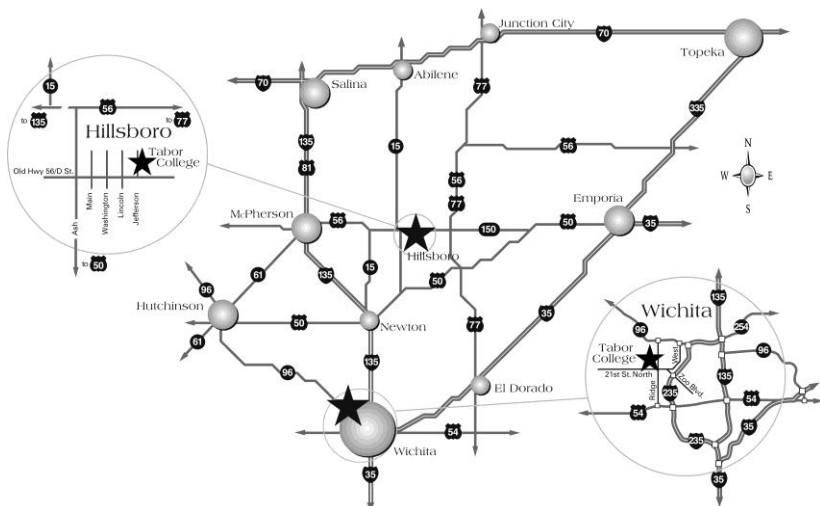 Junction City
70
Topeka
70
Salina
Abilene
77
15
56
to 135
to 77
Hillsboro
Tabor
College
Old Hwy 56/D St.
Ash
Main
Washington
Lincoln
Jefferson
to 50
335
135
81
15
56
56
77
N
W E
S
McPherson
56
Hillsboro
150
50
Emporia
35
61
135
15
50
96
Hutchinson
61
50
Newton
35
77
96
135
El Dorado
Wichita
54
35
Wichita
135
96
254
Tabor
College
West
96
21st St. North
Ridge
Zoo Blvd.
135
235
54
54
235
35
35